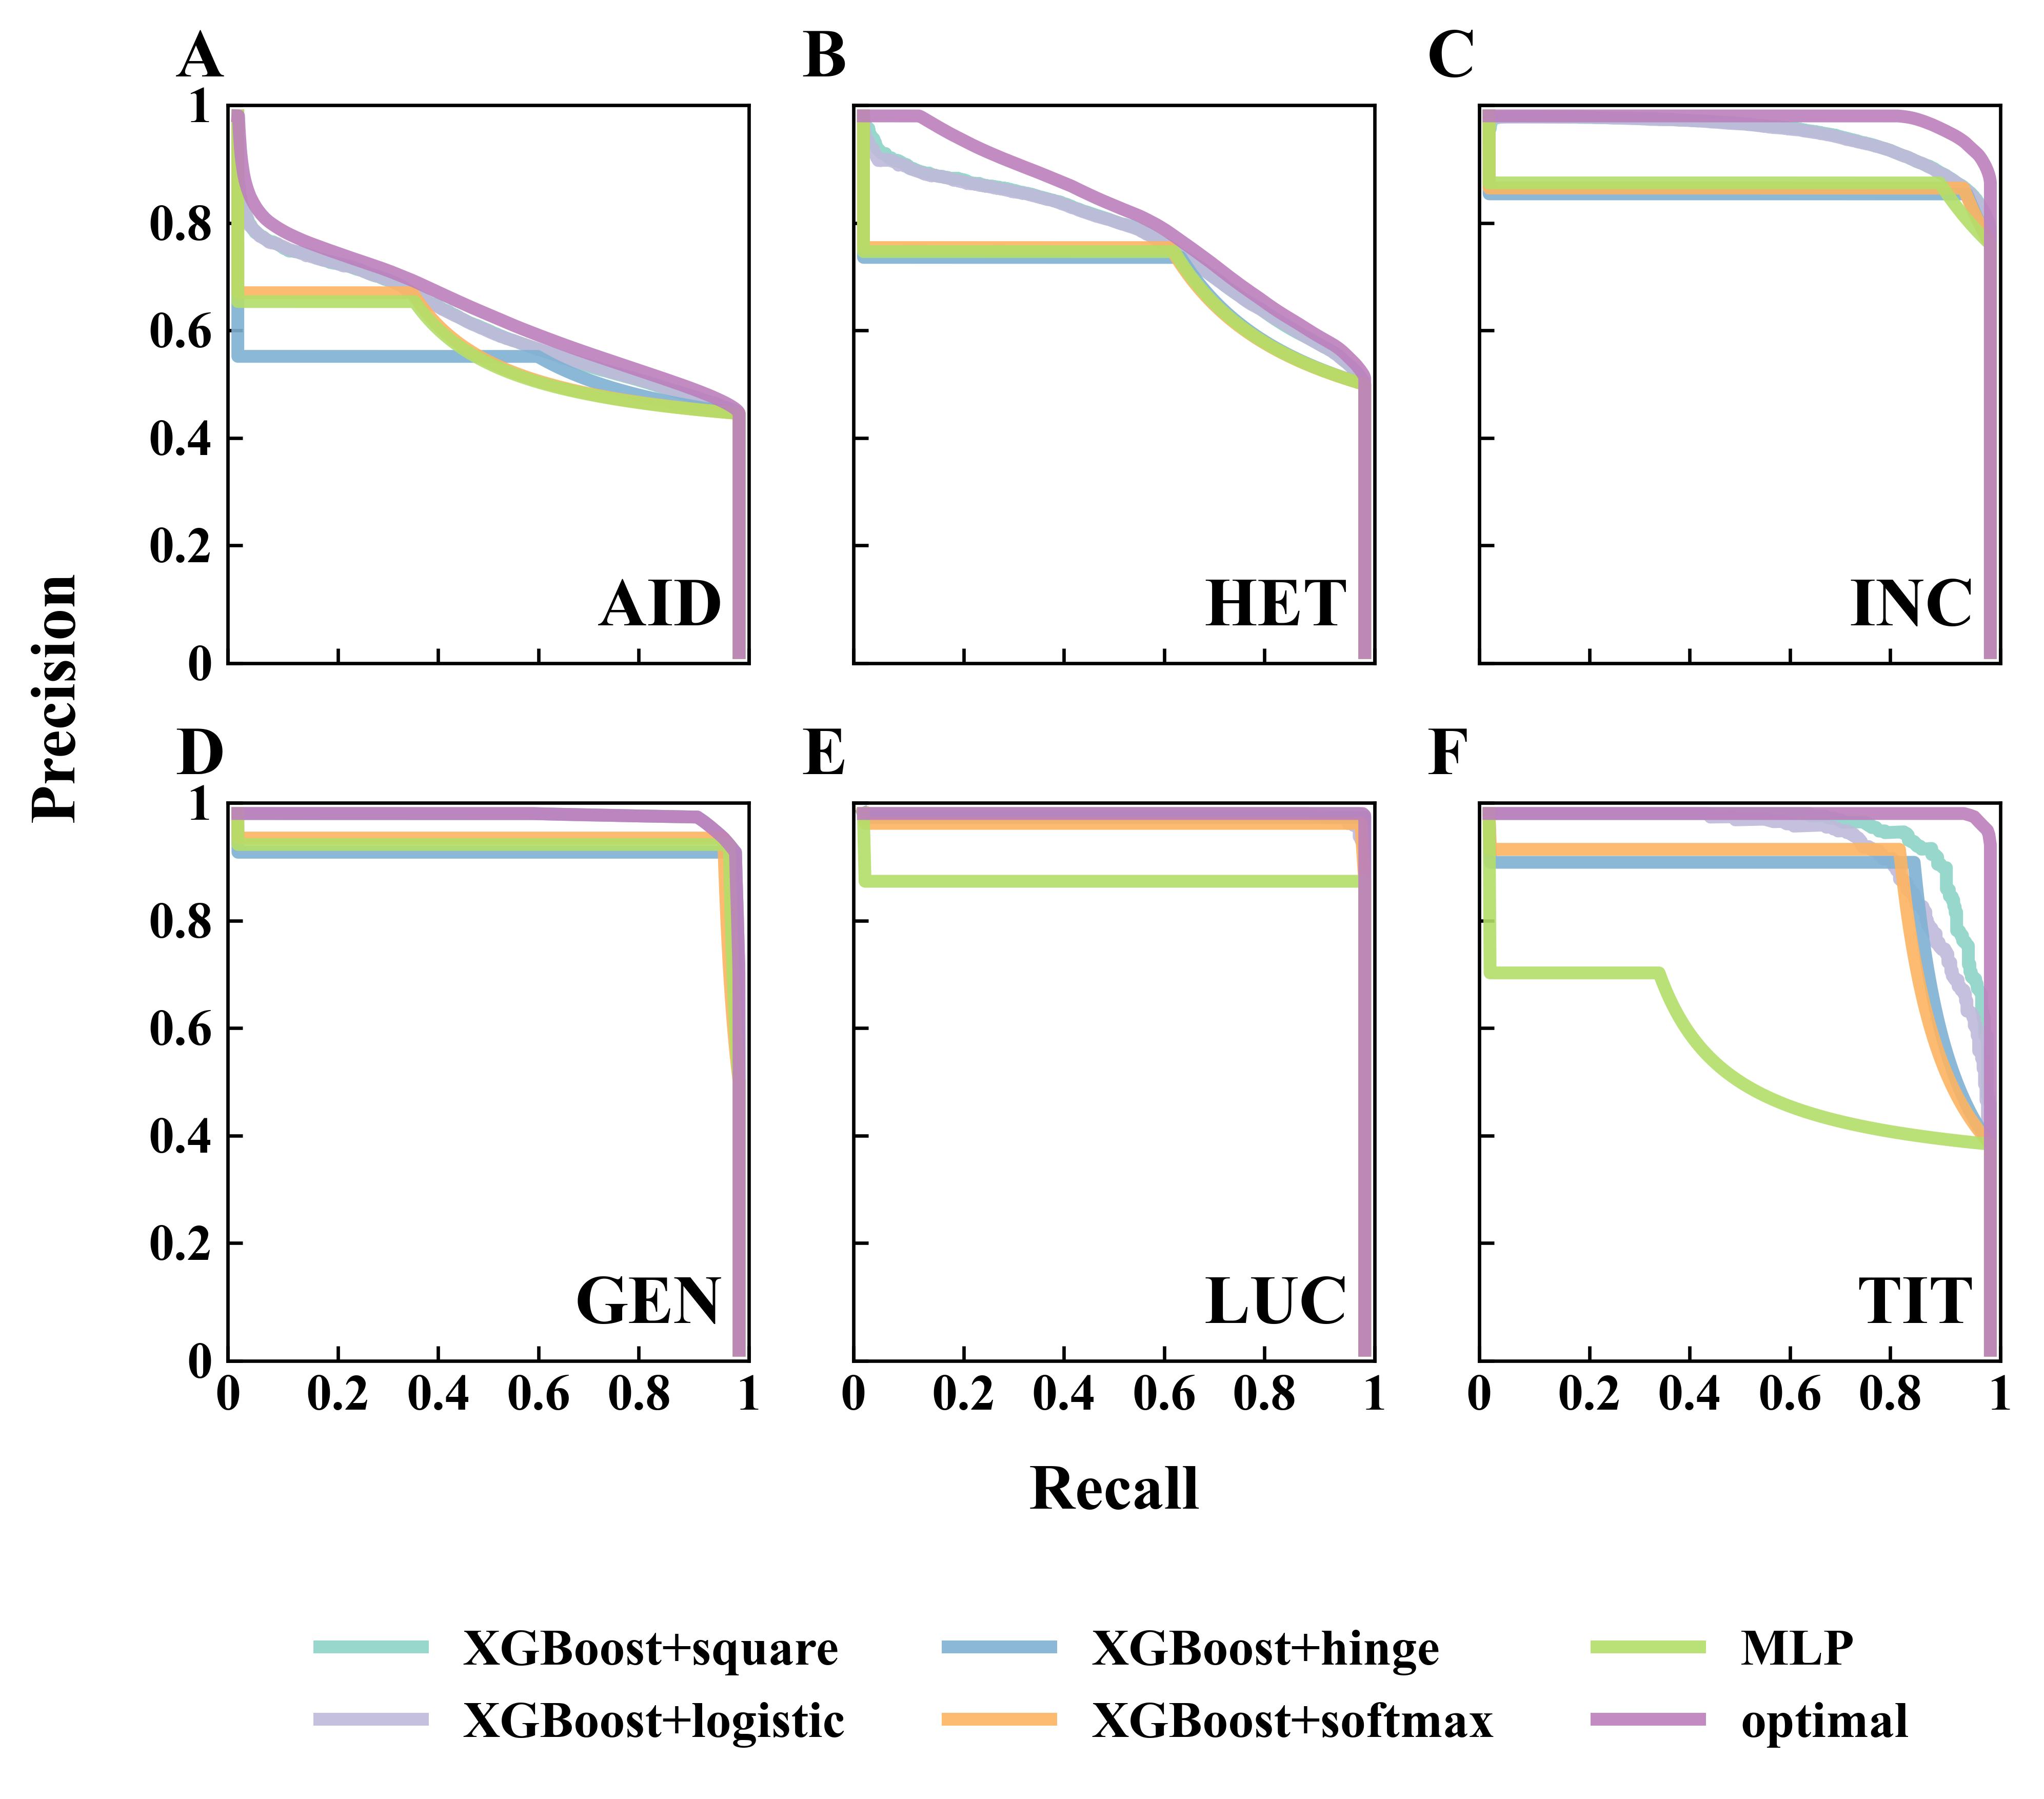 A B C
1
0.8
0.6
0.4
0.2
0
AID HET INC
Precision
D E F
1
0.8
0.6
0.4
0.2
0
GEN LUC TIT
0 0.2 0.4 0.6 0.8 1 0 0.2 0.4 0.6 0.8 1 0 0.2 0.4 0.6 0.8 1
Recall
XGBoost+square XGBoost+hinge MLP
XGBoost+logistic XGBoost+softmax optimal